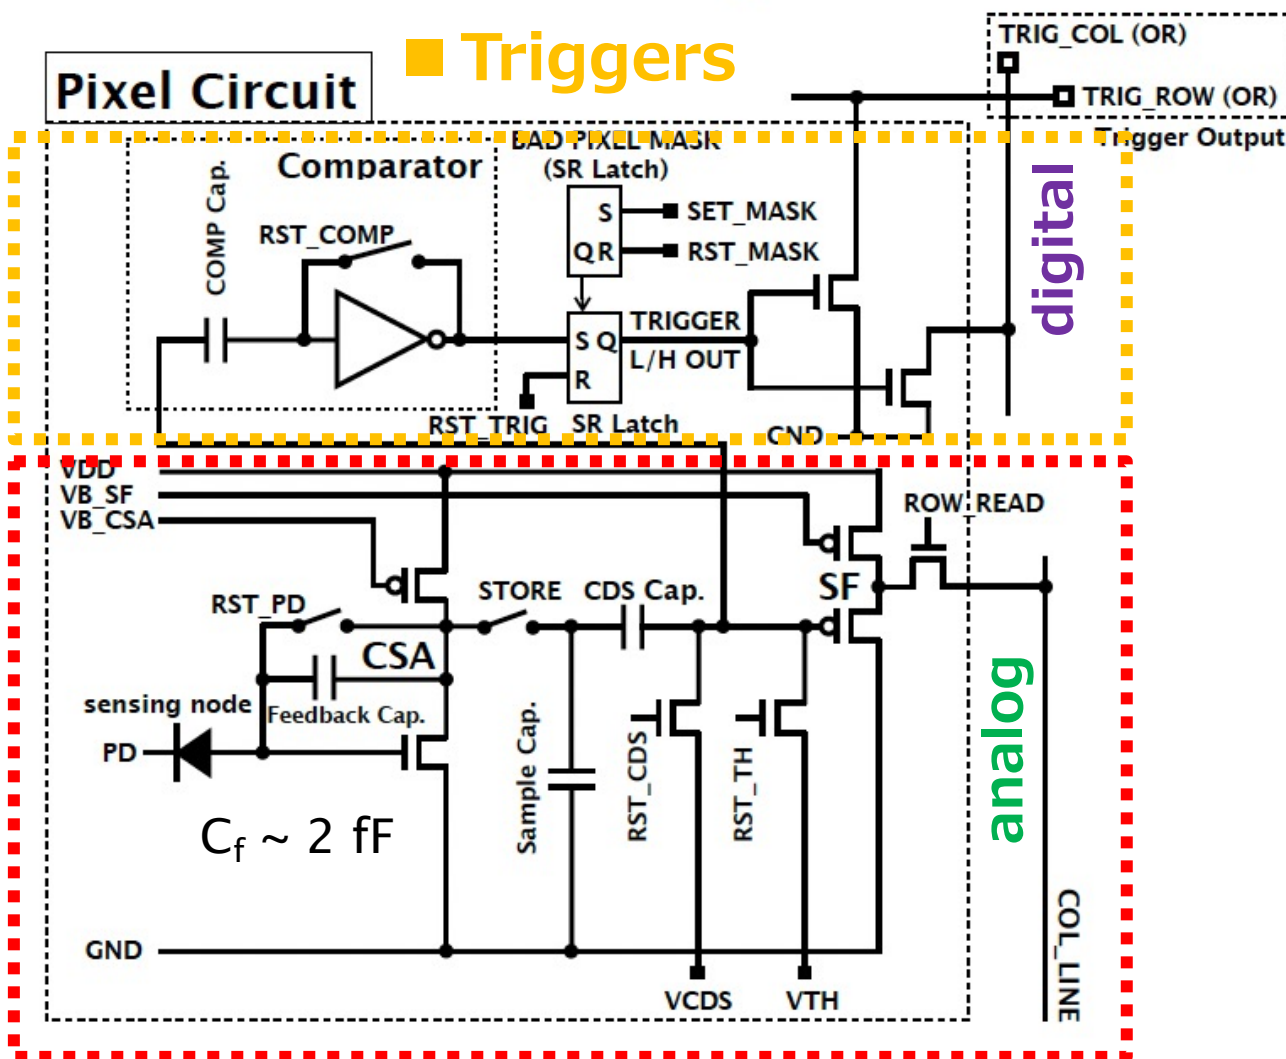 ■ Triggers
TRIG_COL (OR)
Pixel Circuit
TRIG_ROW (OR)
Trigger Output
BAD PIXEL MASK
(SR Latch)
Comparator
COMP Cap.
RST_COMP
S
SET_MASK
QR
RST_MASK
digital
TRIGGER
S Q
L/H OUT
R
RST_TRIG
SR Latch
GND
VDD
VB_SF
VB_CSA
ROW_READ
SF
RST_PD
STORE
CDS Cap.
CSA
sensing node
Feedback Cap.
PD
Sample Cap.
RST_CDS
RST_TH
analog
Cf ~ 2 fF
COL_LINE
GND
VCDS
VTH